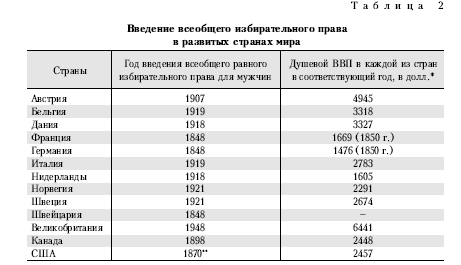 Таблица 2
Введение всеобщего избирательного права
в развитых странах мира
Страны | Год введения всеобщего равного избирательного права для мужчин | Душевой ВВП в каждой из стран в соответствующий год, в долл.*
Австрия 1907 4945
Бельгия 1919 3318
Дания 1918 3327
Франция 1848 1669 (1850 г.)
Германия 1848 1476 (1850 г.)
Италия 1919 2783
Нидерланды 1918 1605
Норвегия 1921 2291
Швеция 1921 2674
Швейцария 1848 –
Великобритания 1948 6441
Канада 1898 2448
США 1870** 2457